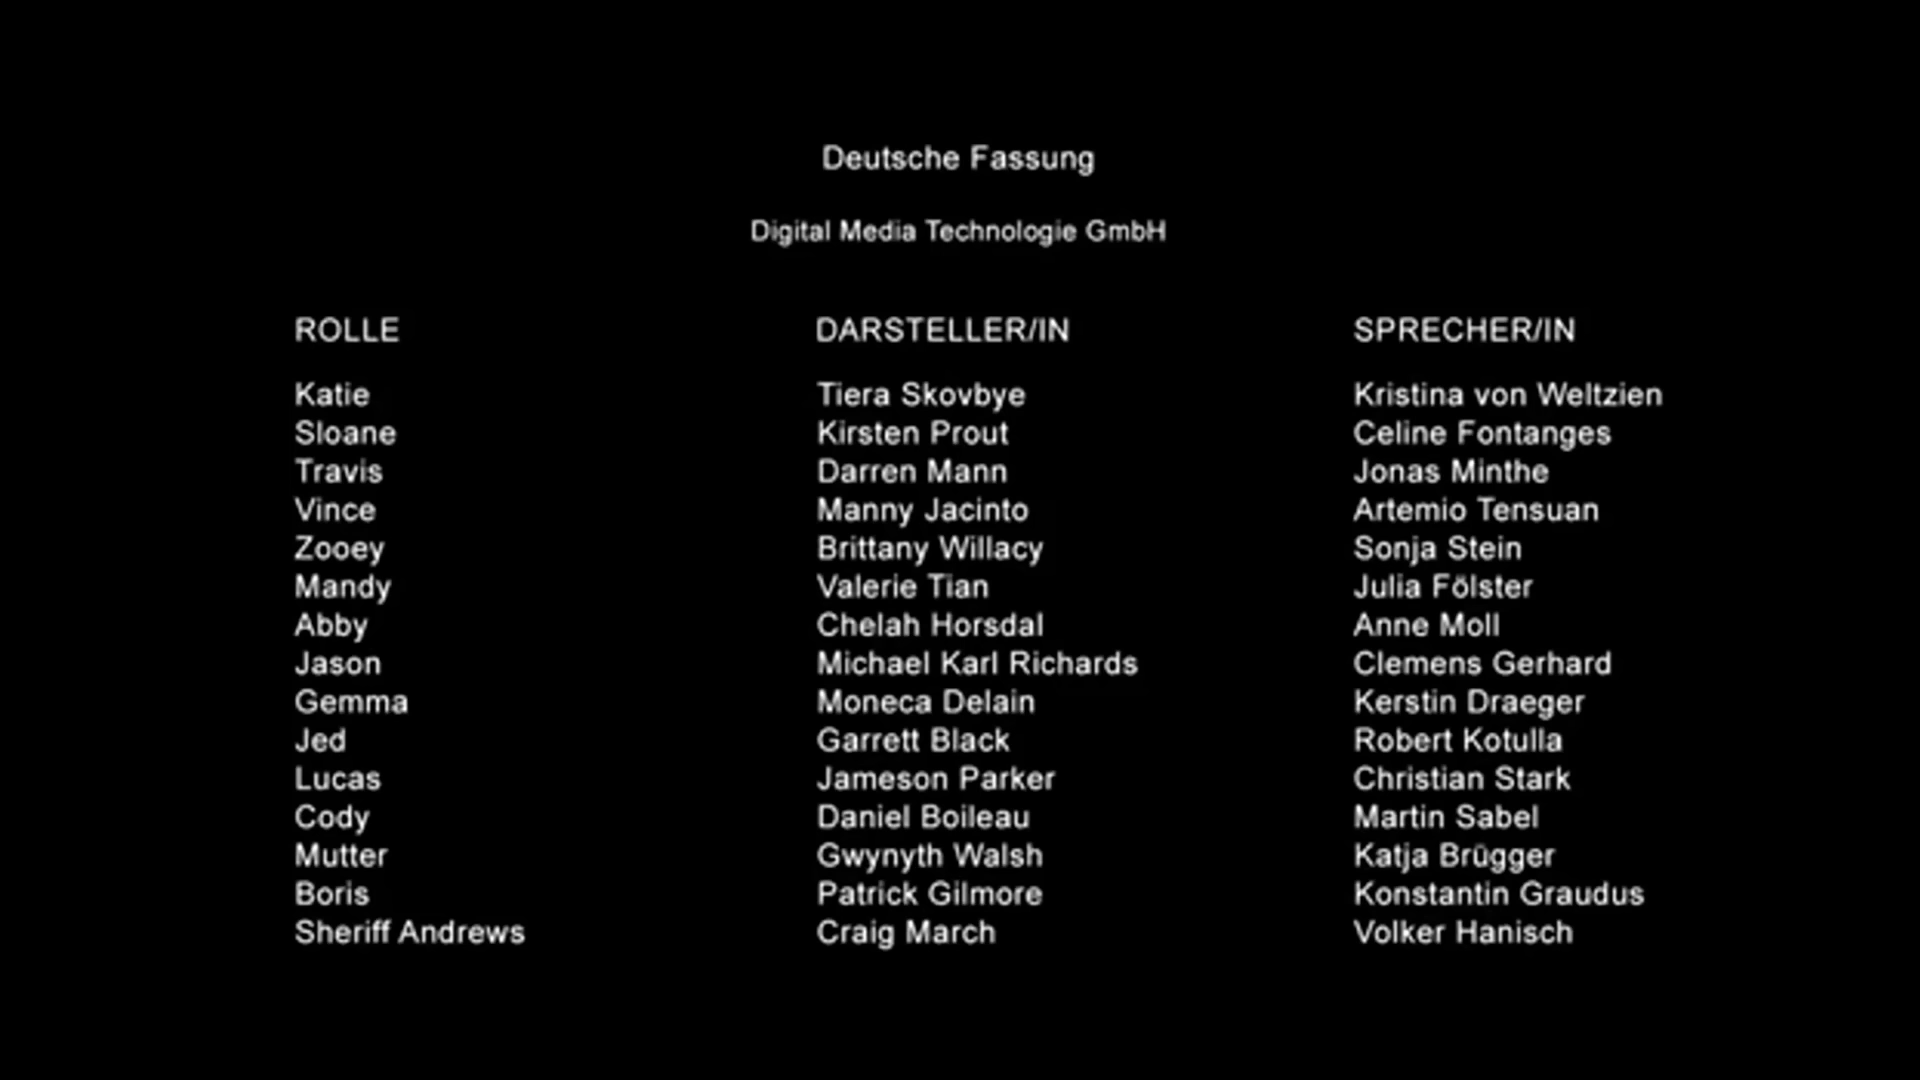 Deutsche Fassung
Digital Media Technologie GmbH
ROLLE DARSTELLER/IN SPRECHER/IN
Katie Tiera Skovbye Kristina von Weltzien
Sloane Kirsten Prout Celine Fontanges
Travis Darren Mann Jonas Minthe
Vince Manny Jacinto Artemio Tensuan
Zooey Brittany Willacy Sonja Stein
Mandy Valerie Tian Julia Fölster
Abby Chelah Horsdal Anne Moll
Jason Michael Karl Richards Clemens Gerhard
Gemma Moneca Delain Kerstin Draeger
Jed Garrett Black Robert Kotulla
Lucas Jameson Parker Christian Stark
Cody Daniel Boileau Martin Sabel
Mutter Gwynyth Walsh Katja Brügger
Boris Patrick Gilmore Konstantin Graudus
Sheriff Andrews Craig March Volker Hanisch